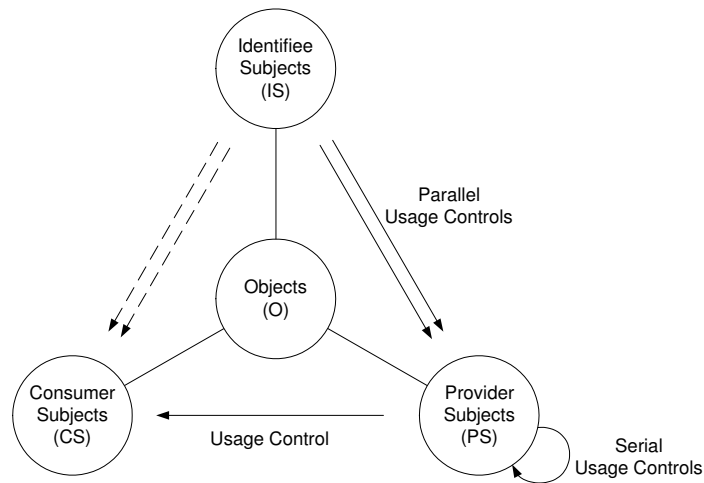 Identifiee
Subjects
(IS)
Parallel
Usage Controls
Objects
(O)
Consumer
Subjects
(CS)
Usage Control
Provider
Subjects
(PS)
Serial
Usage Controls